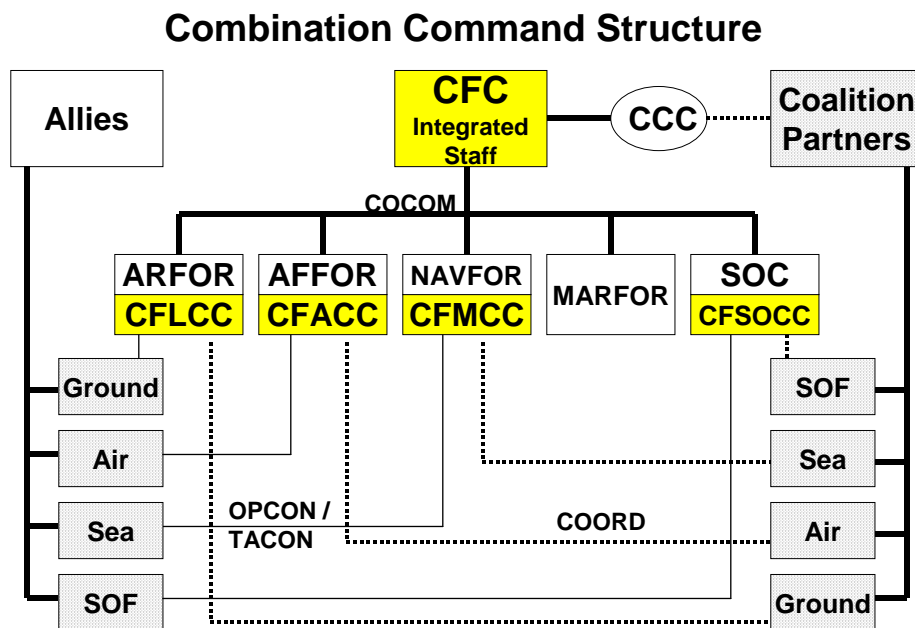 Combination Command Structure
Allies
CFC
Integrated
Staff
CCC
Coalition
Partners
COCOM
ARFOR
CFLCC
AFFOR
CFACC
NAVFOR
CFMCC
MARFOR
SOC
CFSOCC
Ground
Air
Sea
SOF
OPCON /
TACON
COORD
SOF
Sea
Air
Ground